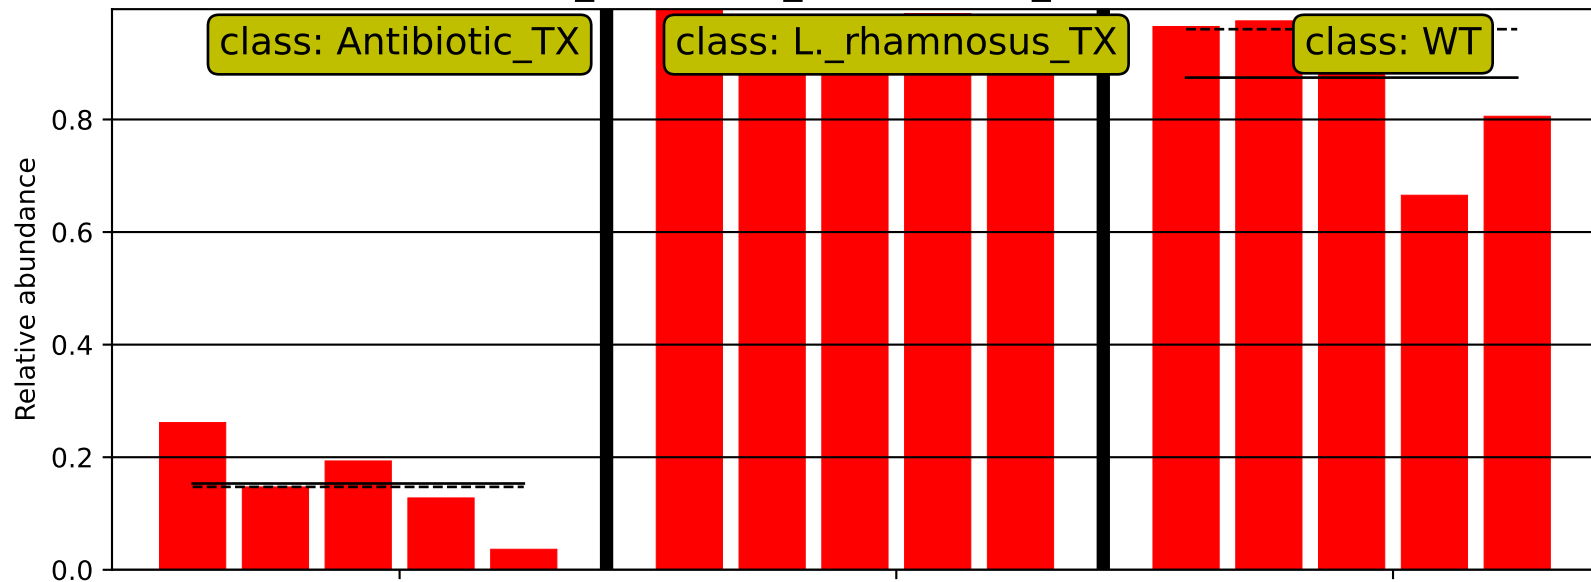 class: Antibiotic_TX
class: L._rhamnosus_TX
class: WT
Relative abundance
0.8
0.6
0.4
0.2
0.0